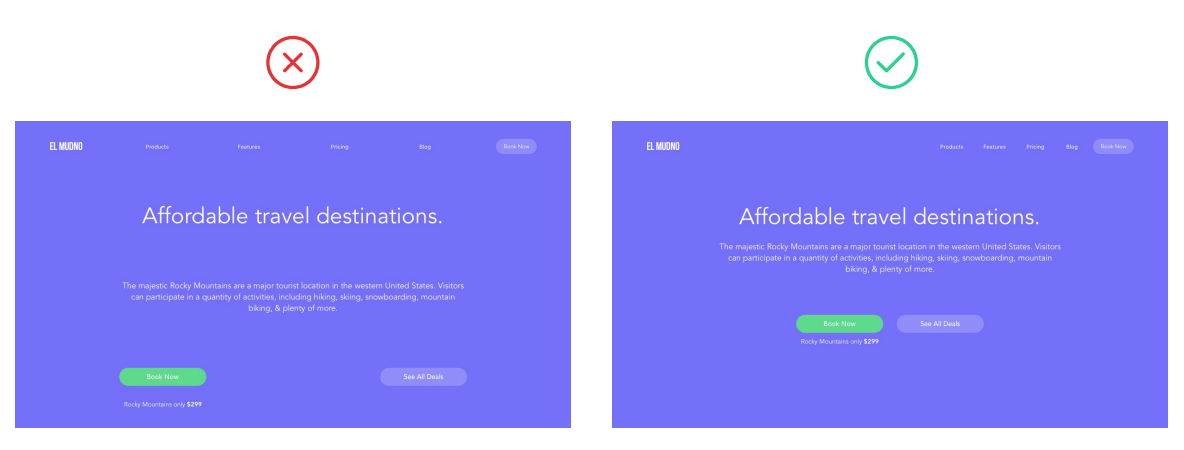 EL MUDNO
Products
Features
Pricing
Blog
Book Now
Affordable travel destinations.
The majestic Rocky Mountains are a major tourist location in the western United States. Visitors
can participate in a quantity of activities, including hiking, skiing, snowboarding, mountain
biking, & plenty of more.
Book Now
See All Deals
Rocky Mountains only $299
EL MUDNO
Products
Features
Pricing
Blog
Book Now
Affordable travel destinations.
The majestic Rocky Mountains are a major tourist location in the western United States. Visitors
can participate in a quantity of activities, including hiking, skiing, snowboarding, mountain
biking, & plenty of more.
Book Now
See All Deals
Rocky Mountains only $299